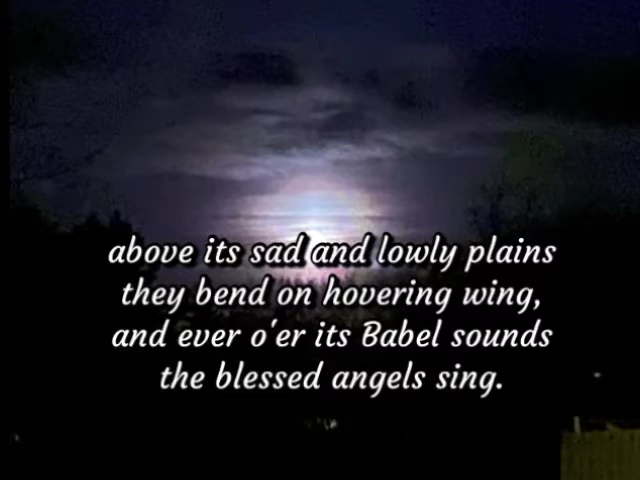 above its sad and lowly plains
they bend on hovering wing,
and ever o'er its Babel sounds
the blessed angels sing.